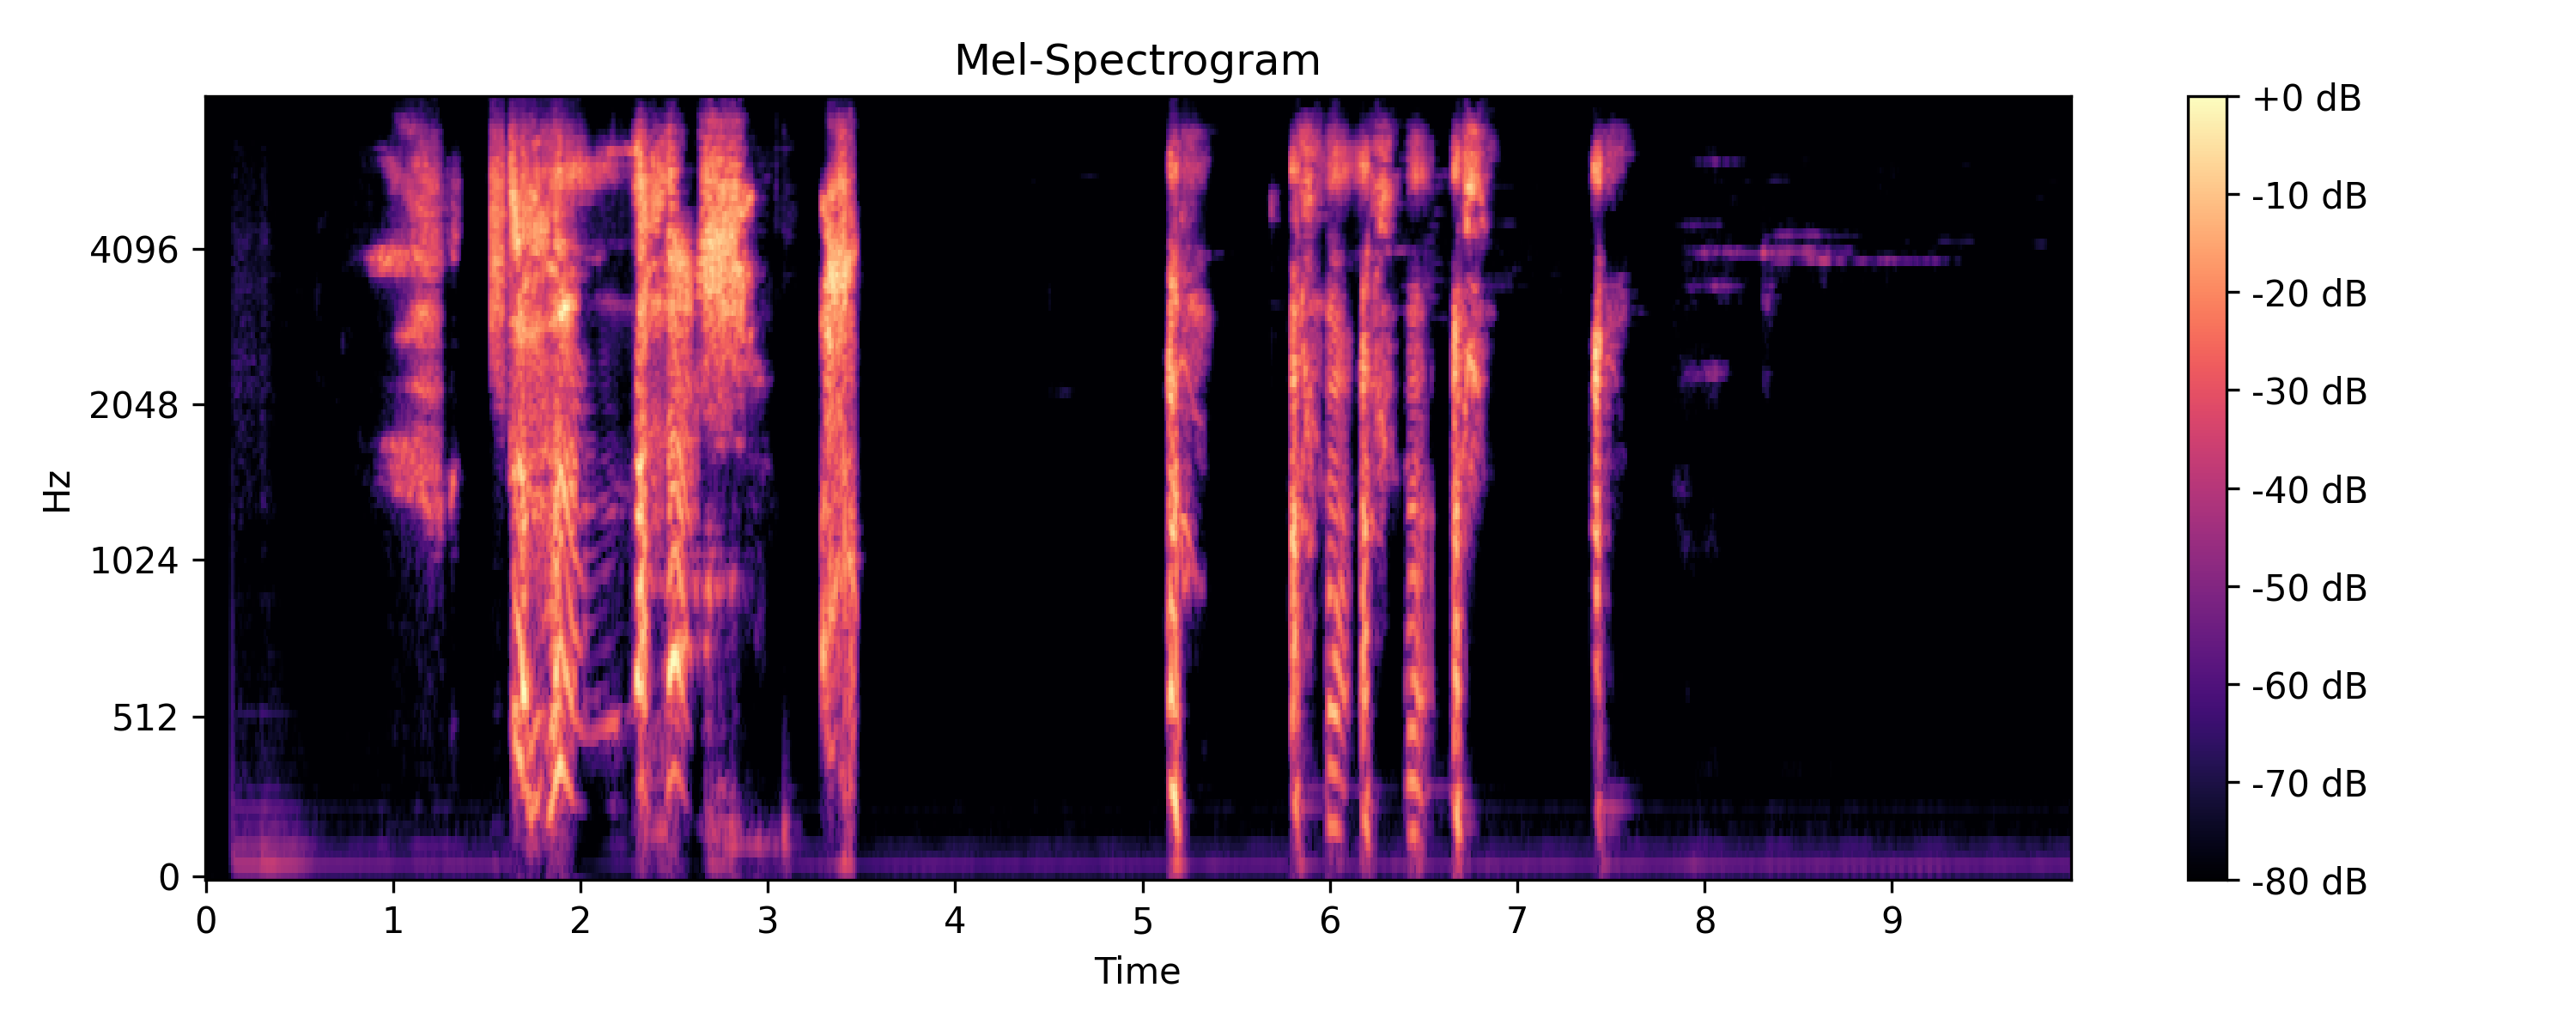 Mel-Spectrogram
Hz
4096
2048
1024
512
0
0 1 2 3 4 5 6 7 8 9
Time
+0 dB
-10 dB
-20 dB
-30 dB
-40 dB
-50 dB
-60 dB
-70 dB
-80 dB